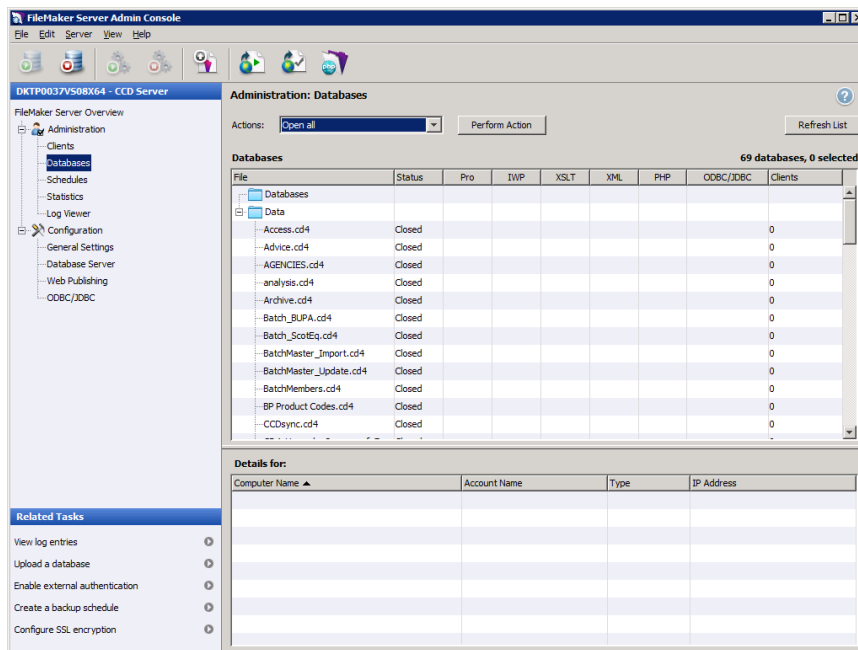 FileMaker Server Admin Console
File Edit Server View Help
php
DKTP0037VS08X64 - CCD Server
FileMaker Server Overview
Administration
Clients
Databases
Schedules
Statistics
Log Viewer
Configuration
General Settings
Database Server
Web Publishing
ODBC/JDBC
Related Tasks
View log entries
Upload a database
Enable external authentication
Create a backup schedule
Configure SSL encryption
Administration: Databases
?
Actions: Open all Perform Action Refresh List
Databases 69 databases, 0 selected
File Status Pro IWP XSLT XML PHP ODBC/JDBC Clients
Databases
Data
Access.cd4 Closed 0
Advice.cd4 Closed 0
AGENCIES.cd4 Closed 0
analysis.cd4 Closed 0
Archive.cd4 Closed 0
Batch_BUPA.cd4 Closed 0
Batch_ScotEq.cd4 Closed 0
BatchMaster_Import.cd4 Closed 0
BatchMaster_Update.cd4 Closed 0
BatchMembers.cd4 Closed 0
BP Product Codes.cd4 Closed 0
CCDsync.cd4 Closed 0
Details for:
Computer Name Account Name Type IP Address